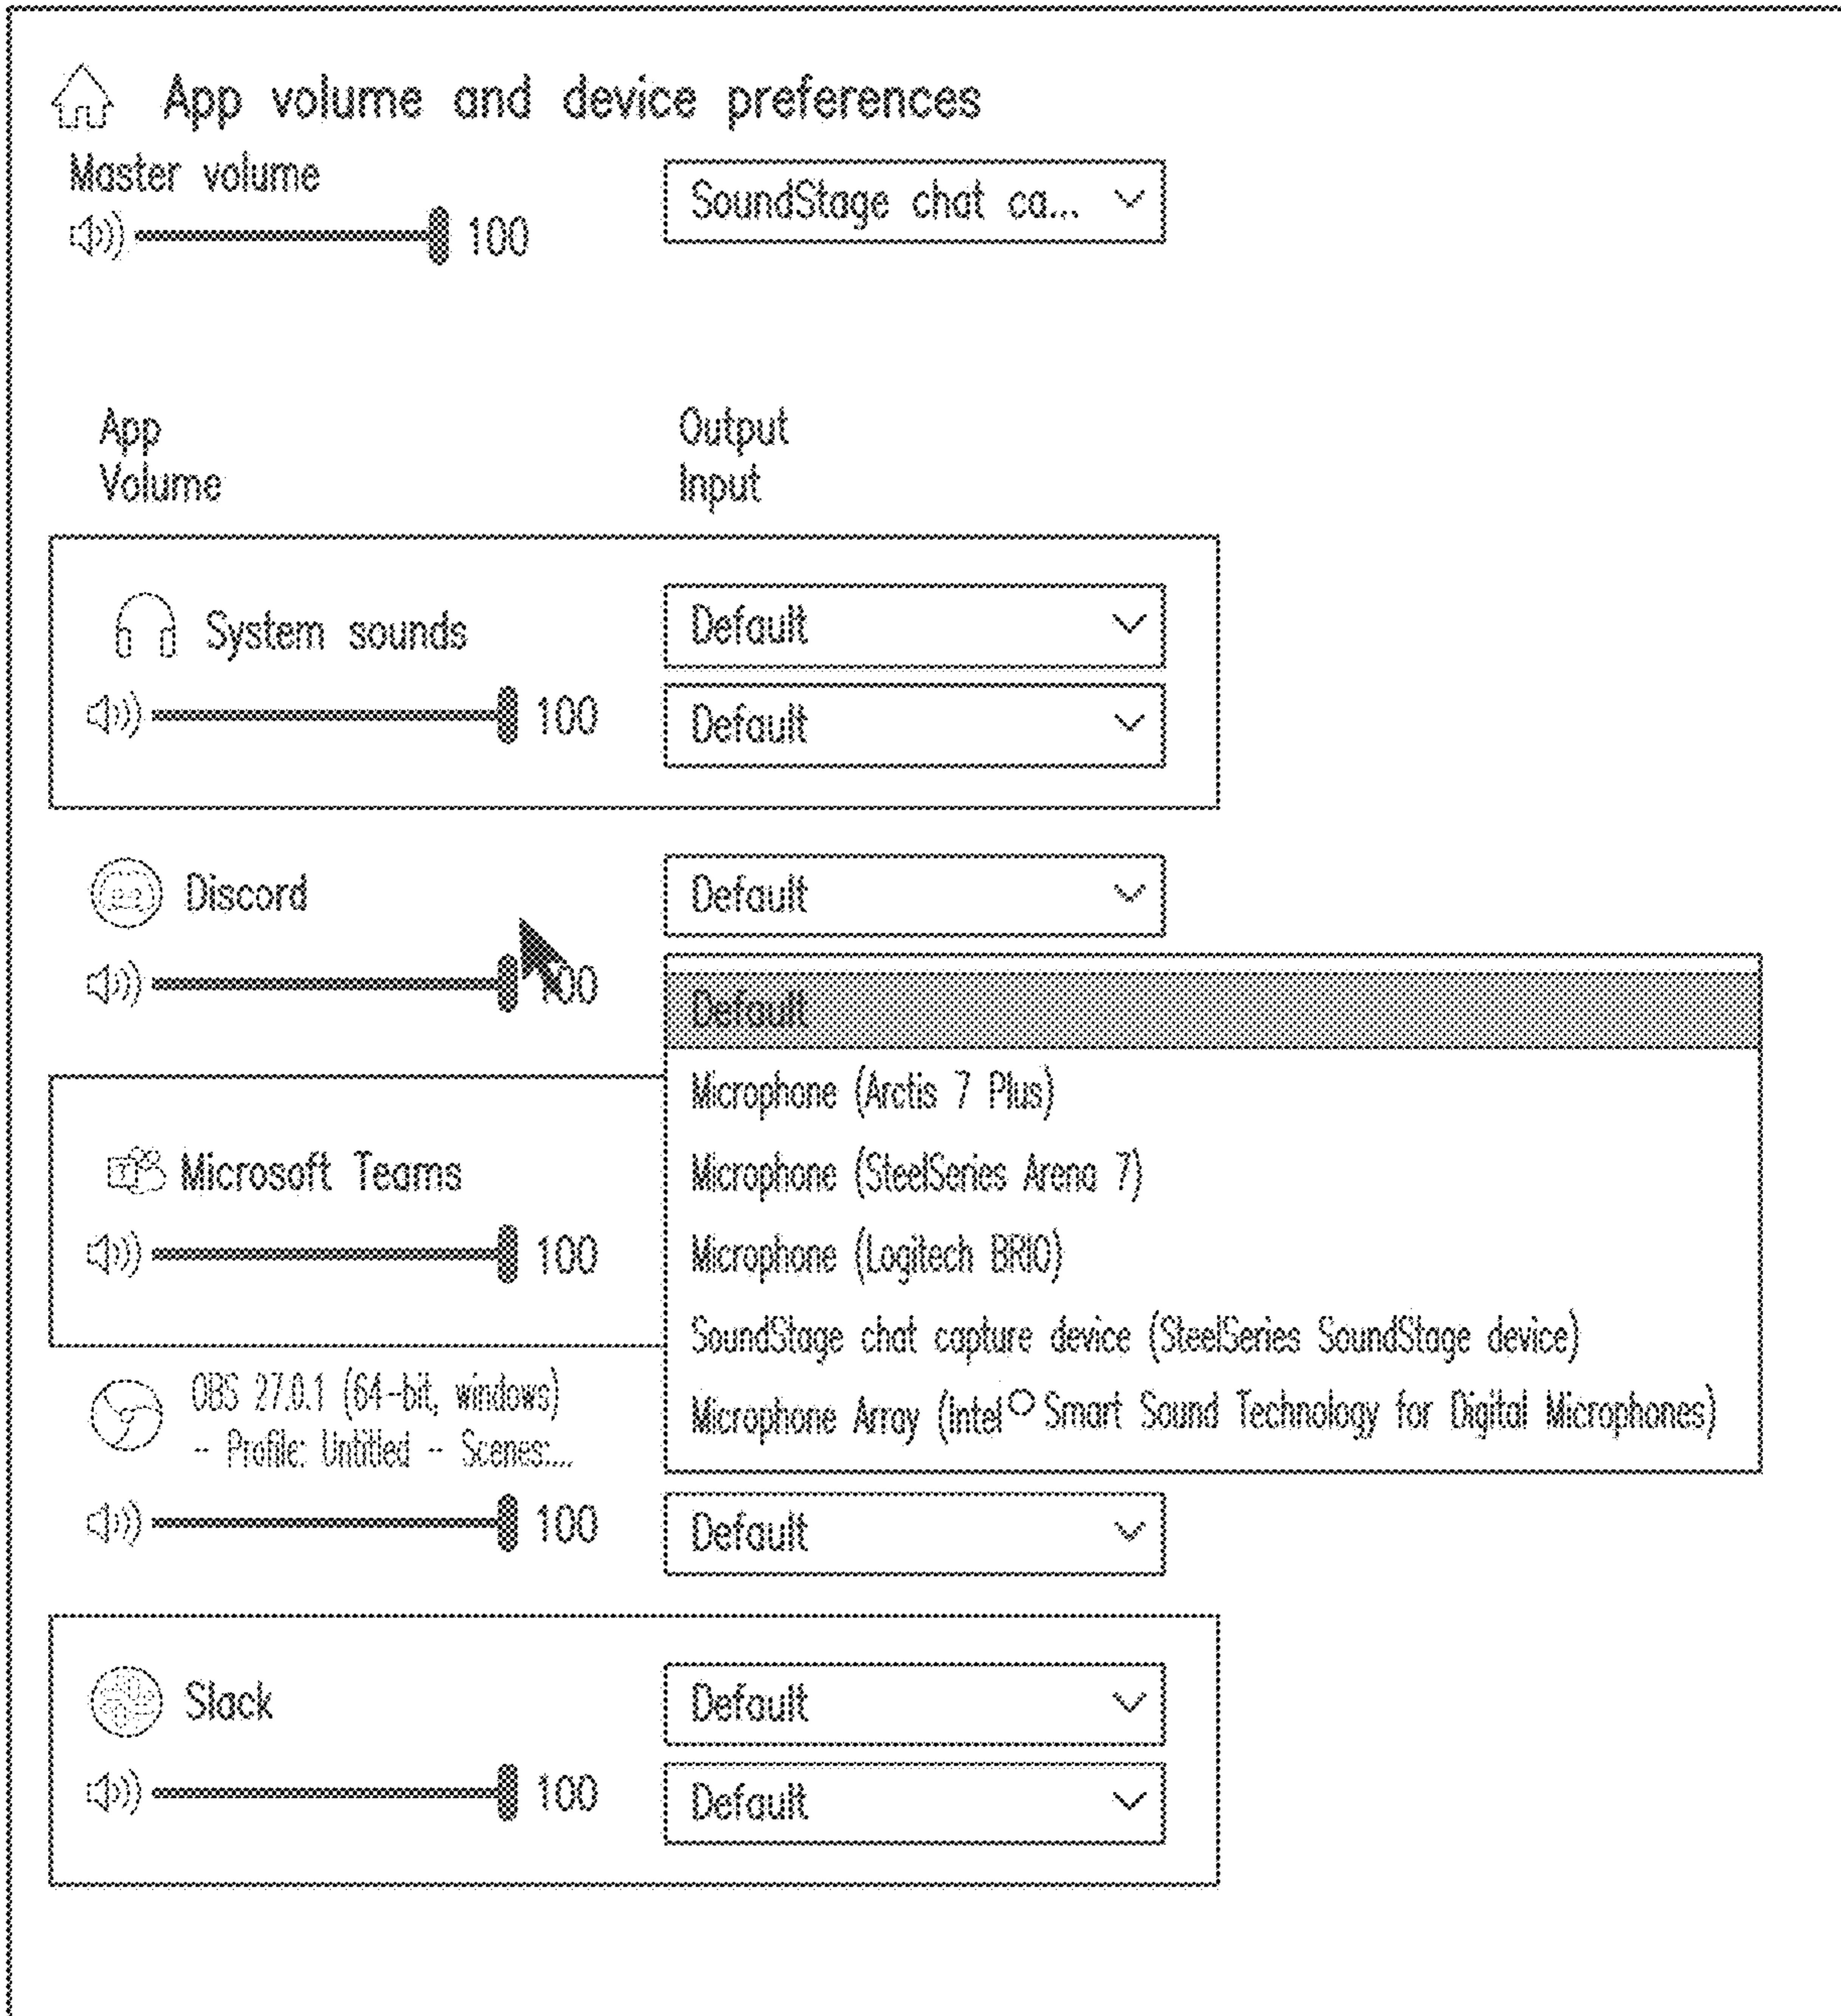 App volume and device preferences
Master volume
100
SoundStage chat ca...
App
Volume
Output
Input
System sounds
100
Default
Default
Discord
100
Default
Default
Microphone (Arctis 7 Plus)
Microphone (SteelSeries Arena 7)
Microphone (Logitech BRIO)
SoundStage chat capture device (SteelSeries SoundStage device)
Microphone Array (Intel® Smart Sound Technology for Digital Microphones)
Microsoft Teams
100
OBS 27.0.1 (64-bit, windows)
-- Profile: Untitled -- Scenes:...
100
Default
Slack
100
Default
Default